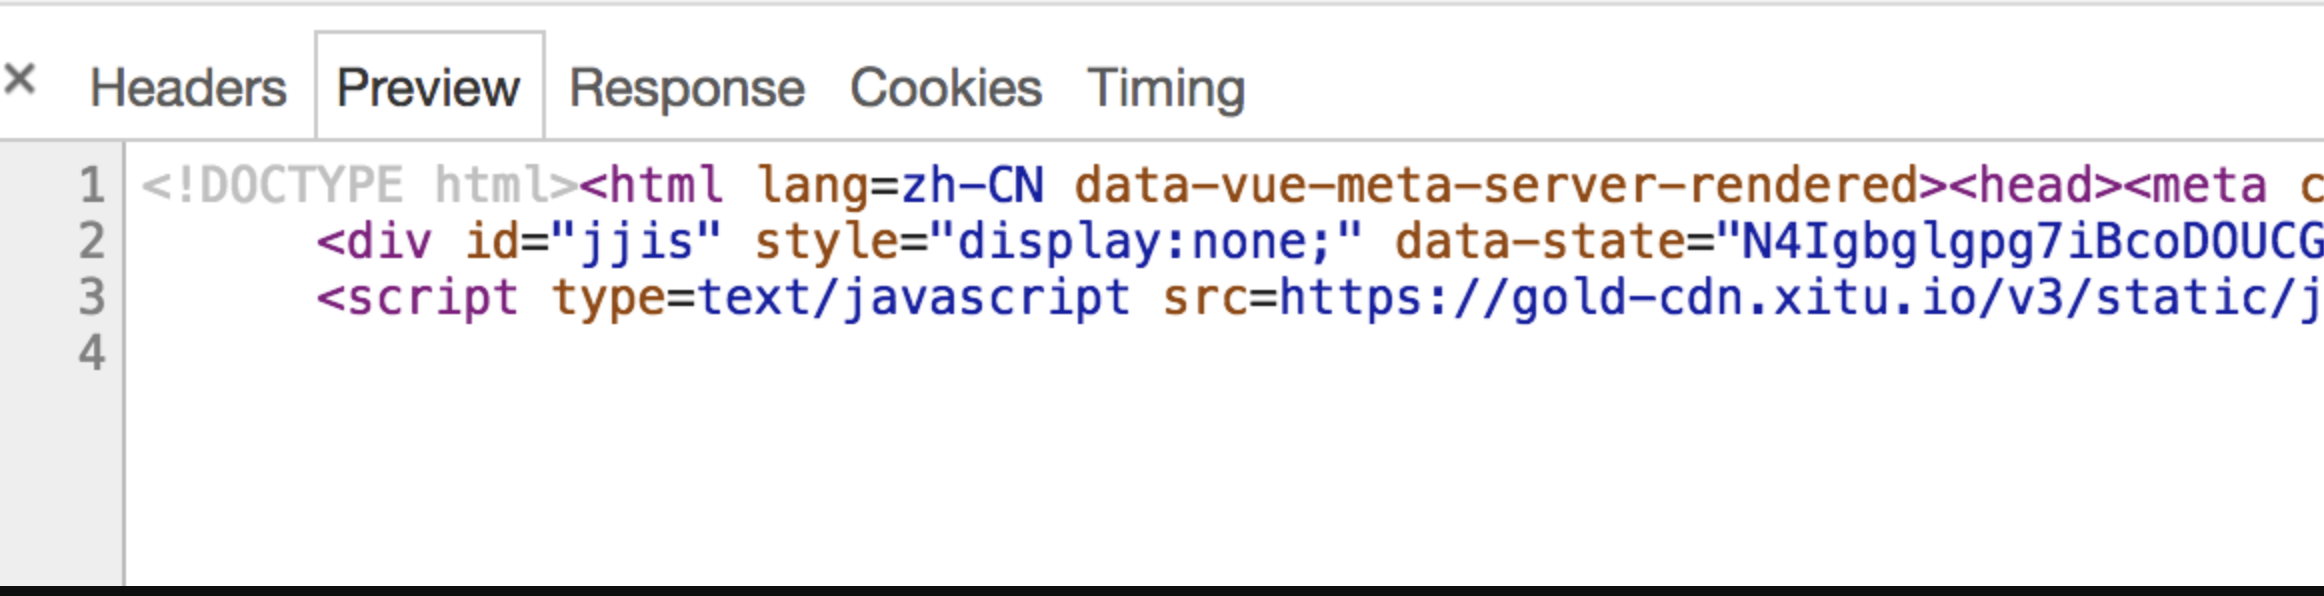 × Headers Preview Response Cookies Timing
1 <!DOCTYPE html><html lang=zh-CN data-vue-meta-server-rendered><head><meta c
2 <div id="jjis" style="display:none;" data-state="N4Igbglgpg7iBcoDOUCG
3 <script type=text/javascript src=https://gold-cdn.xitu.io/v3/static/j
4